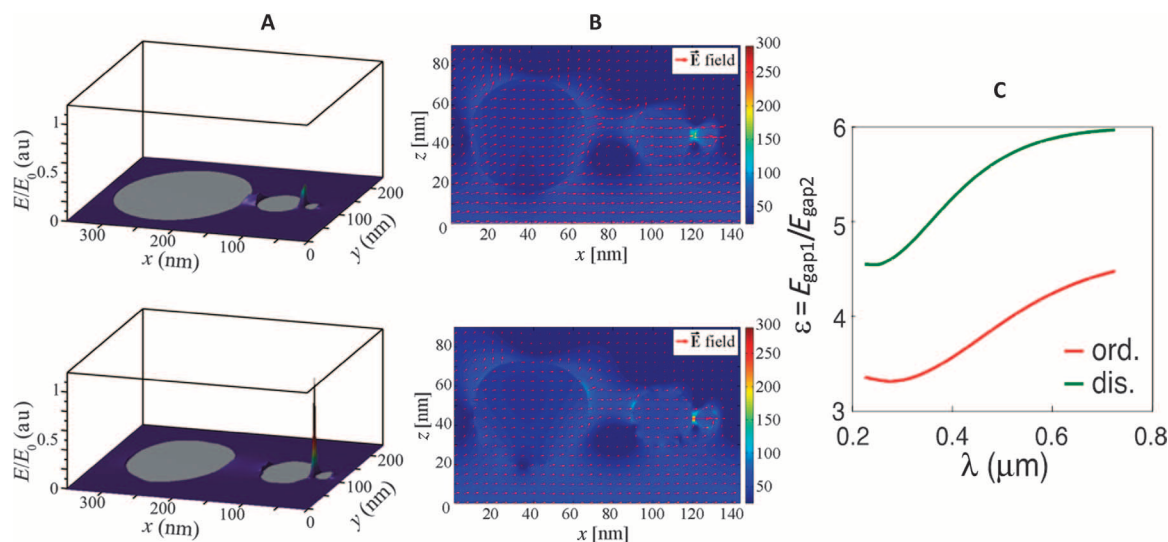 A
B
C
E/E₀ (au)
1
0.5
0
300
200
100
0
x (nm)
200
100
0
y (nm)
80
60
40
20
0
z [nm]
20 40 60 80 100 120 140
x [nm]
E⃗ field
300
250
200
150
100
50
E/E₀ (au)
1
0.5
0
300
200
100
0
x (nm)
200
100
0
y (nm)
80
60
40
20
0
z [nm]
20 40 60 80 100 120 140
x [nm]
E⃗ field
300
250
200
150
100
50
6
5
4
3
ε = Egap1/Egap2
0.2 0.4 0.6 0.8
λ (μm)
ord.
dis.